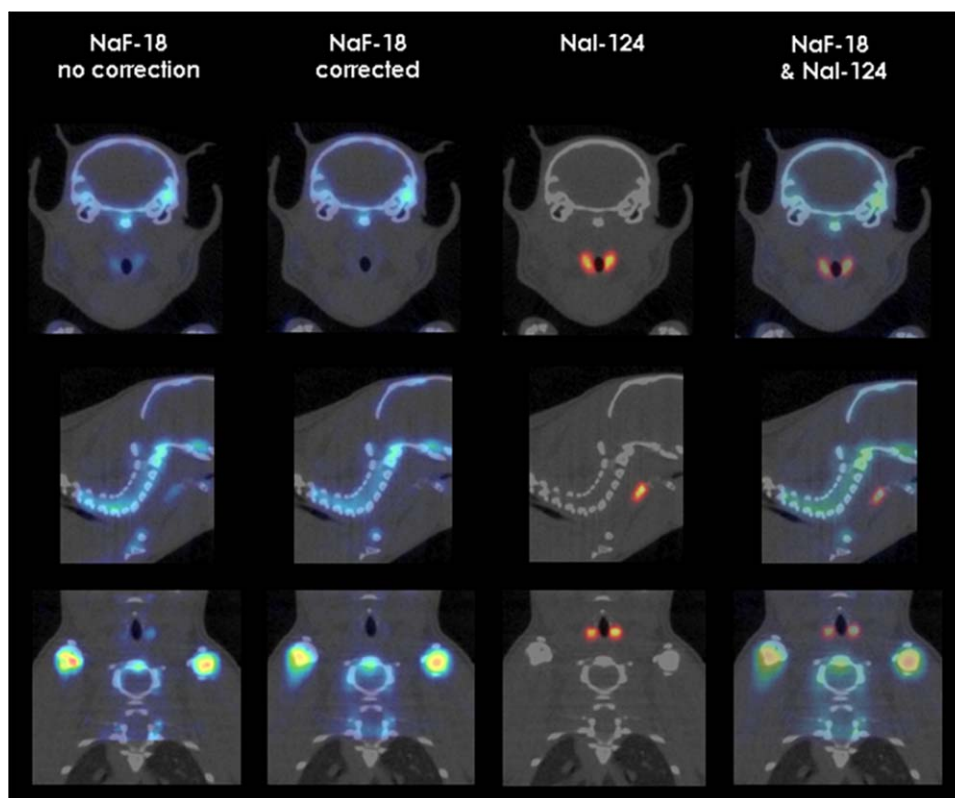 NaF-18
no correction
NaF-18
corrected
NaI-124
NaF-18
& NaI-124